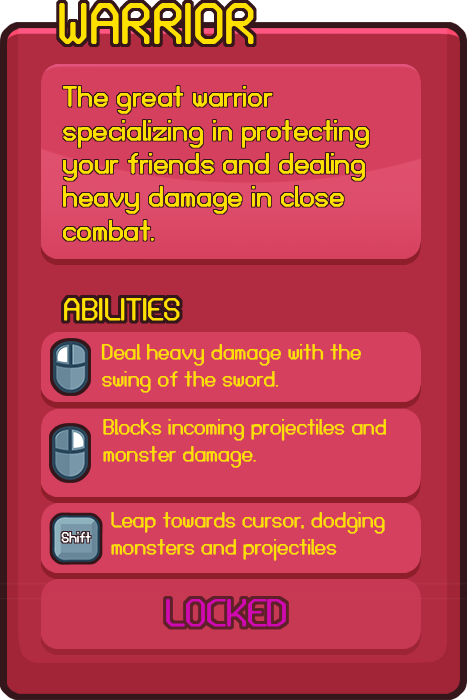 WARRIOR
The great warrior
specializing in protecting
your friends and dealing
heavy damage in close
combat.
ABILITIES
Deal heavy damage with the
swing of the sword.
Blocks incoming projectiles and
monster damage.
Shift
Leap towards cursor, dodging
monsters and projectiles
LOCKED